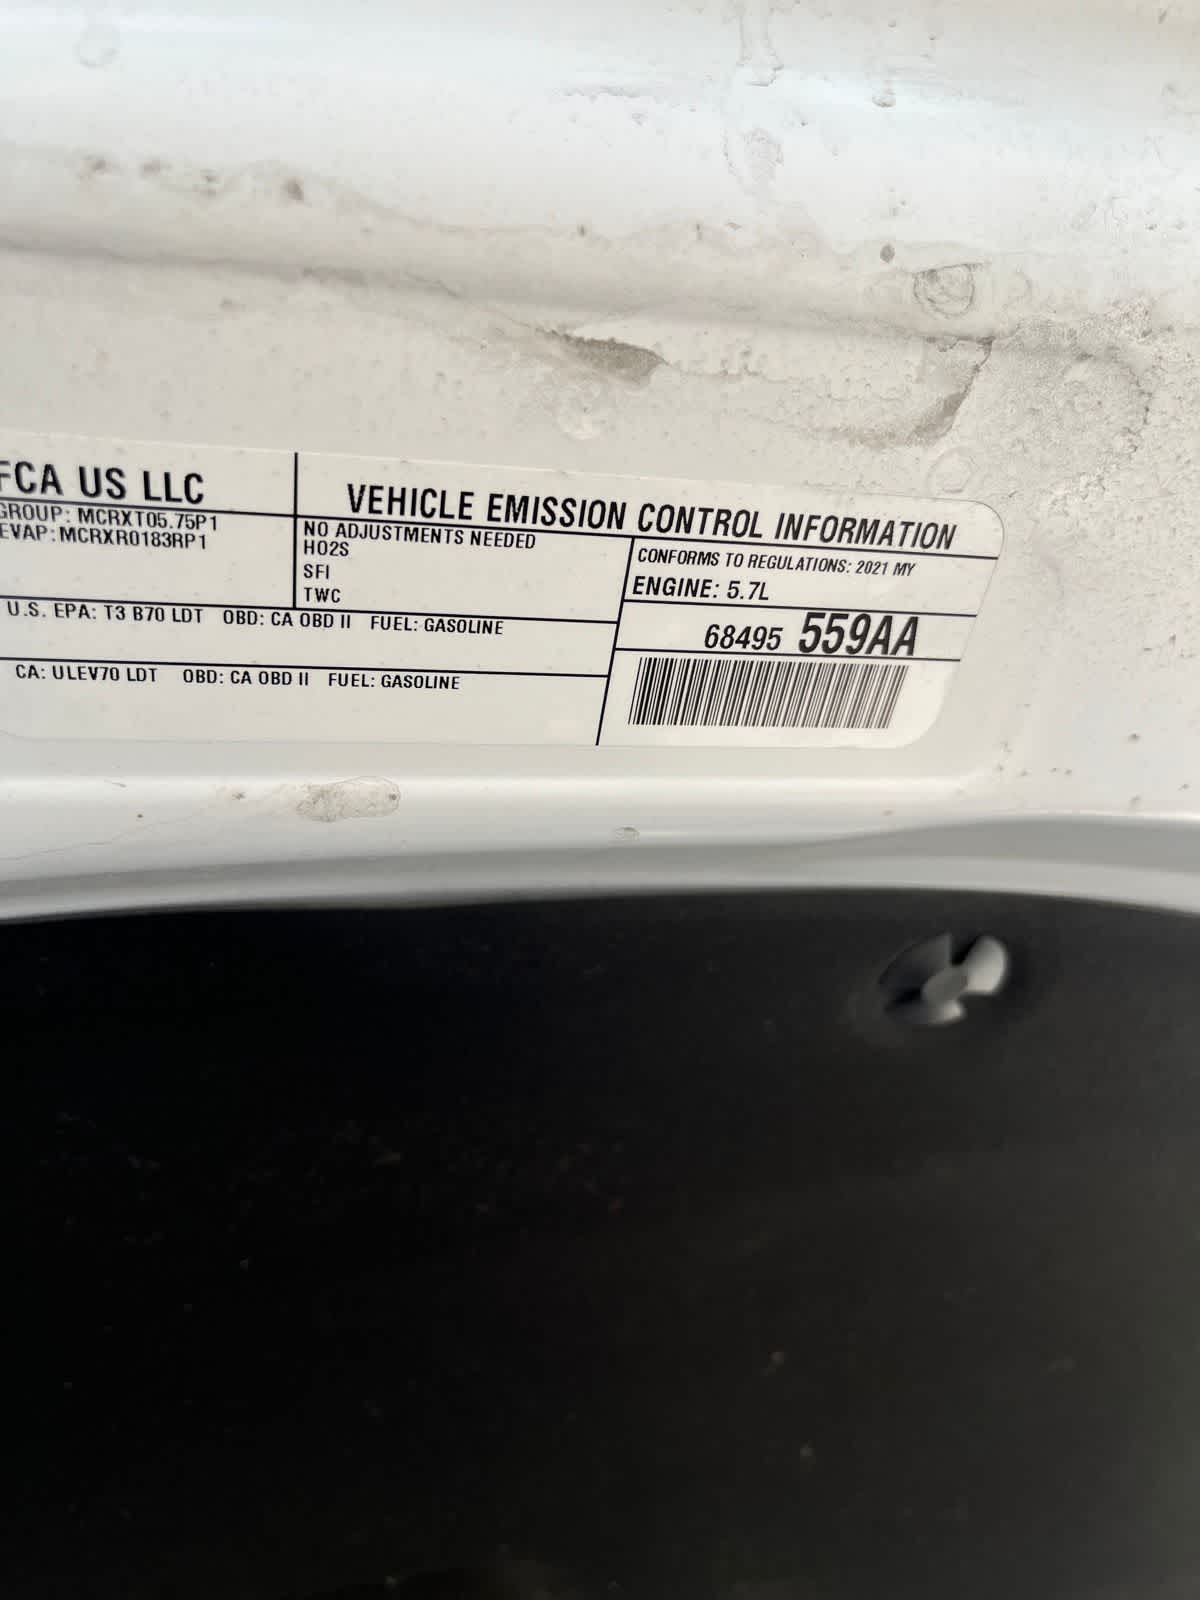 FCA US LLC
GROUP: MCRXT05.75P1
EVAP: MCRXR0183RP1
VEHICLE EMISSION CONTROL INFORMATION
NO ADJUSTMENTS NEEDED
HO2S
SFI
TWC
CONFORMS TO REGULATIONS: 2021 MY
ENGINE: 5.7L
U.S. EPA: T3 B70 LDT OBD: CA OBD II FUEL: GASOLINE
68495 559AA
CA: ULEV70 LDT OBD: CA OBD II FUEL: GASOLINE